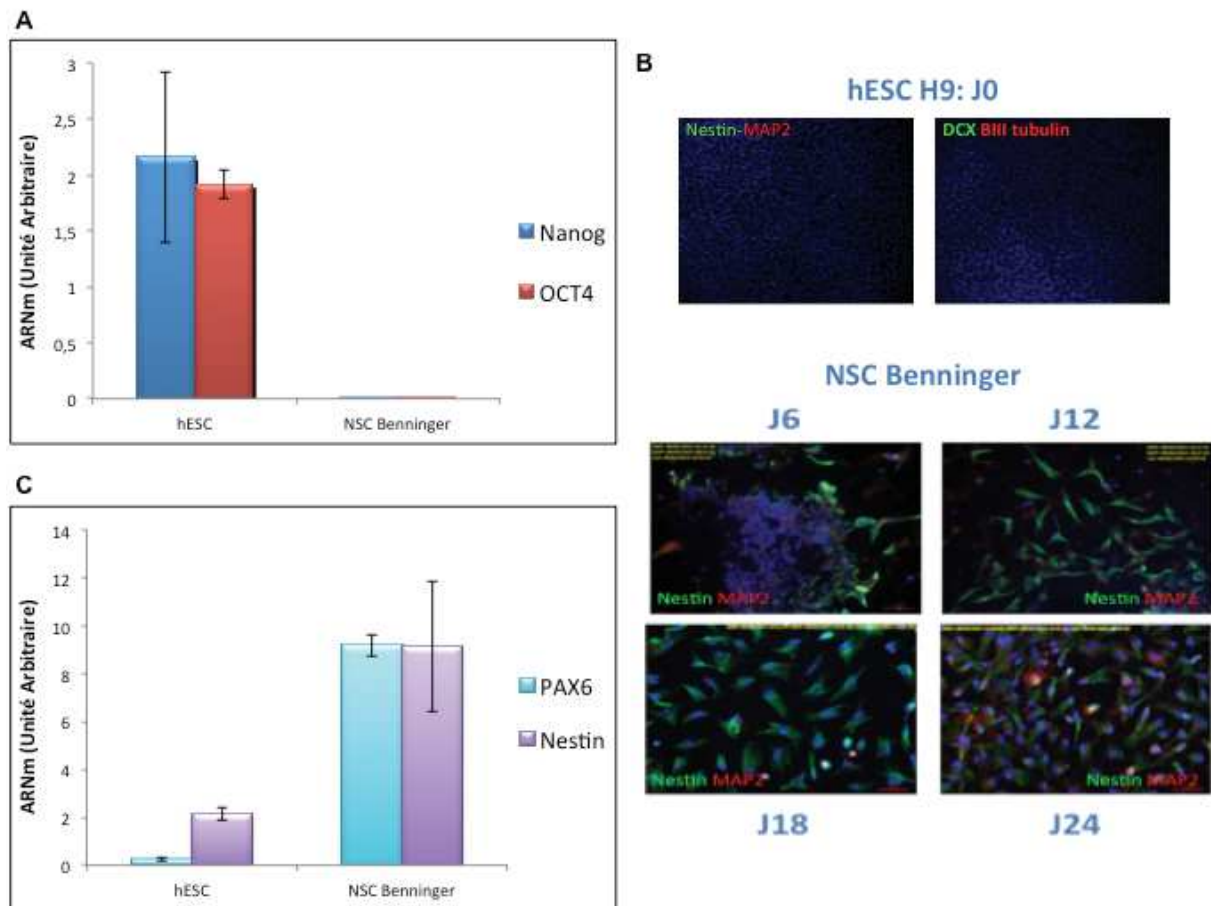 A
ARNm (Unité Arbitraire)
3
2,5
2
1,5
1
0,5
0
hESC
NSC Benninger
Nanog
OCT4
B
hESC H9: J0
Nestin-MAP2
DCX BIII tubulin
NSC Benninger
J6
J12
Nestin MAP2
Nestin MAP2
Nestin MAP2
Nestin MAP2
J18
J24
C
ARNm (Unité Arbitraire)
14
12
10
8
6
4
2
0
hESC
NSC Benninger
PAX6
Nestin